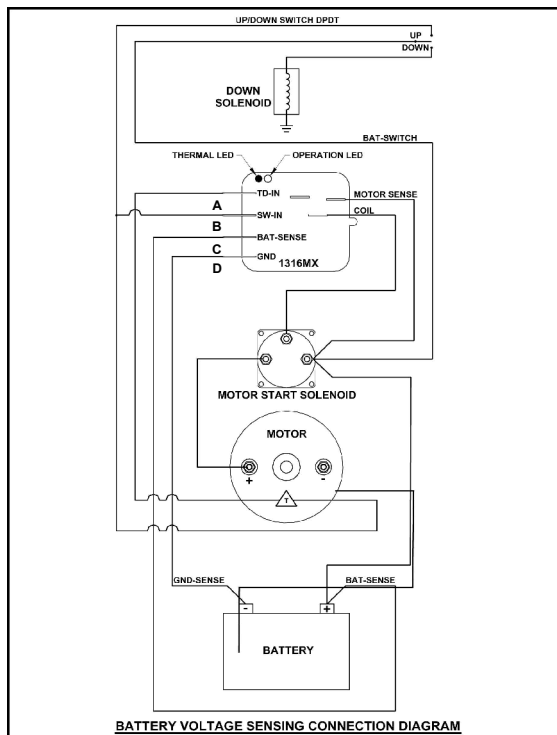 UP/DOWN SWITCH DPDT
UP
DOWN
DOWN
SOLENOID
BAT-SWITCH
THERMAL LED
OPERATION LED
TD-IN
MOTOR SENSE
A
SW-IN
COIL
B
BAT-SENSE
C
GND
D
1316MX
MOTOR START SOLENOID
MOTOR
+
-
T
GND-SENSE
BAT-SENSE
-
+
BATTERY
BATTERY VOLTAGE SENSING CONNECTION DIAGRAM